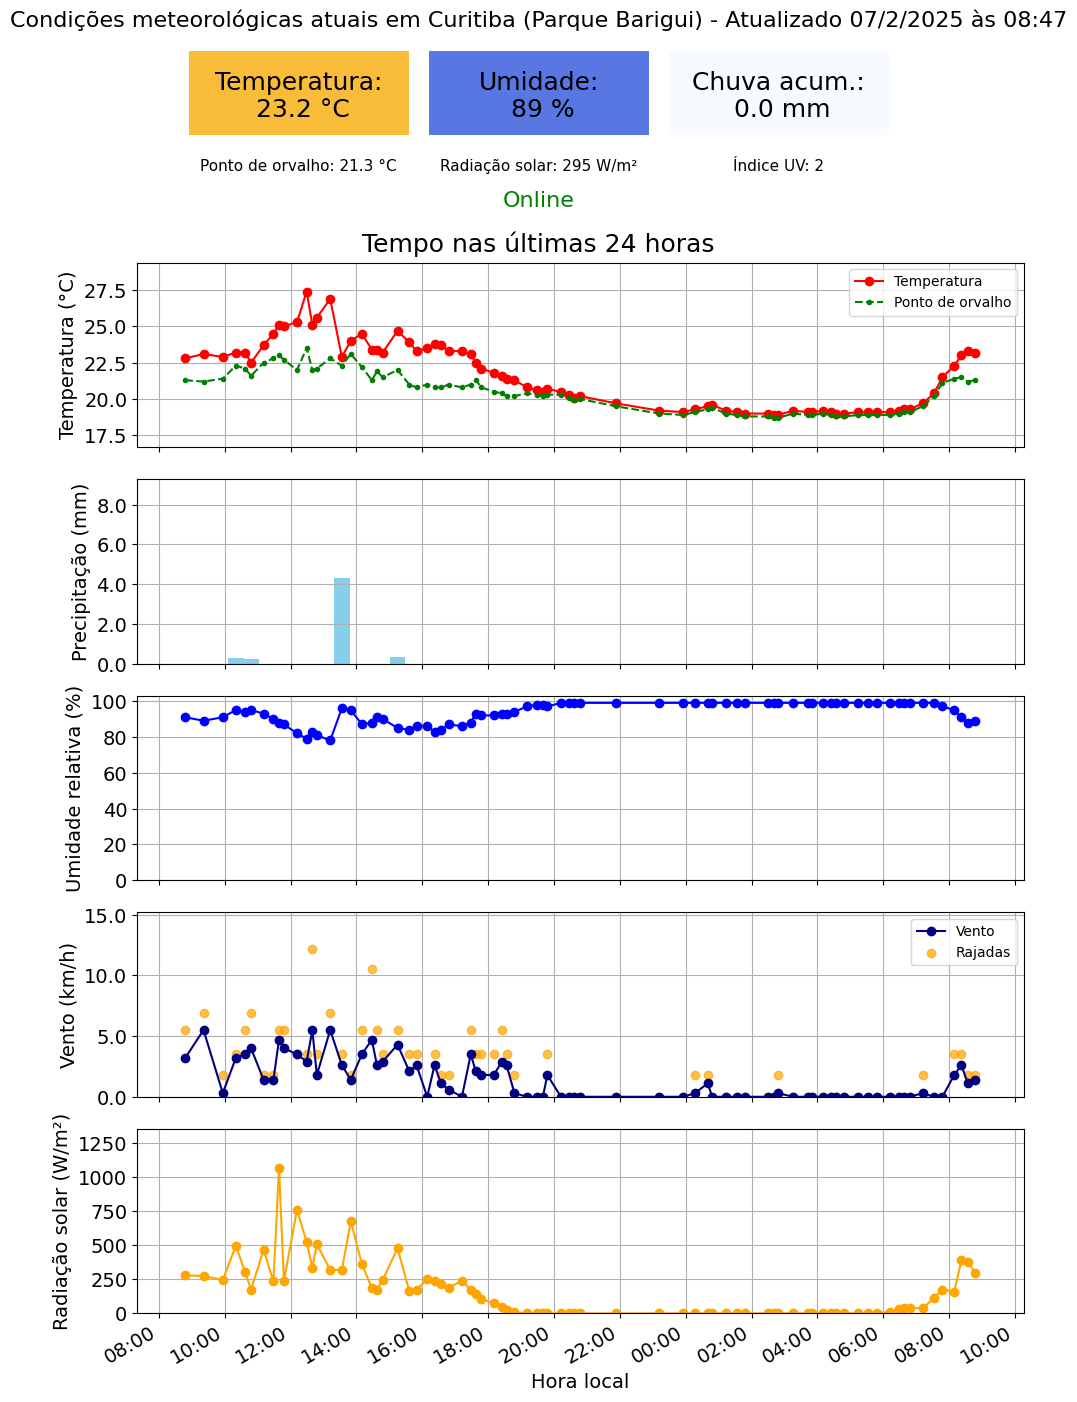 Condições meteorológicas atuais em Curitiba (Parque Barigui) - Atualizado 07/2/2025 às 08:47
Temperatura:
23.2 °C
Umidade:
89 %
Chuva acum.:
0.0 mm
Ponto de orvalho: 21.3 °C
Radiação solar: 295 W/m²
Índice UV: 2
Online
Tempo nas últimas 24 horas
Temperatura (°C)
27.5
25.0
22.5
20.0
17.5
Temperatura
Ponto de orvalho
Precipitação (mm)
8.0
6.0
4.0
2.0
0.0
Umidade relativa (%)
100
80
60
40
20
0
Vento (km/h)
15.0
10.0
5.0
0.0
Vento
Rajadas
Radiação solar (W/m²)
1250
1000
750
500
250
0
08:00
10:00
12:00
14:00
16:00
18:00
20:00
22:00
00:00
02:00
04:00
06:00
08:00
10:00
Hora local